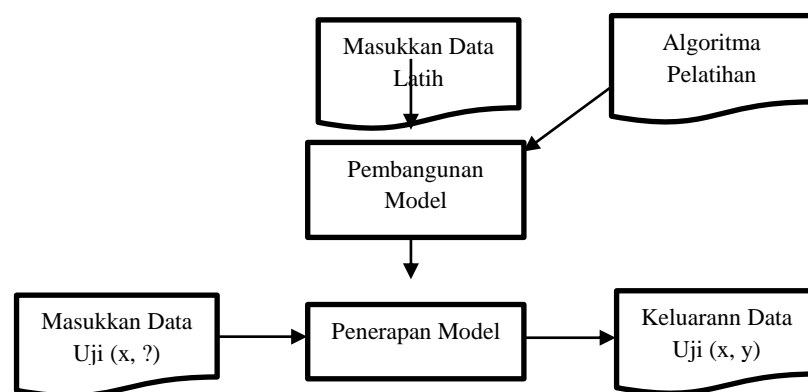 Masukkan Data
Latih
Algoritma
Pelatihan
Pembangunan
Model
Masukkan Data
Uji (x, ?)
Penerapan Model
Keluarann Data
Uji (x, y)